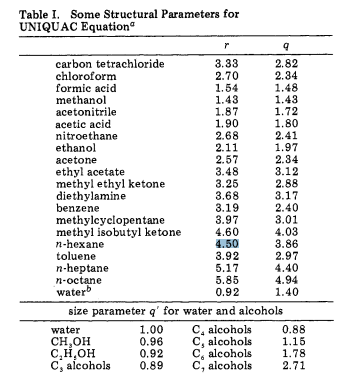 Table I. Some Structural Parameters for
UNIQUAC Equationᵃ
r q
carbon tetrachloride 3.33 2.82
chloroform 2.70 2.34
formic acid 1.54 1.48
methanol 1.43 1.43
acetonitrile 1.87 1.72
acetic acid 1.90 1.80
nitroethane 2.68 2.41
ethanol 2.11 1.97
acetone 2.57 2.34
ethyl acetate 3.48 3.12
methyl ethyl ketone 3.25 2.88
diethylamine 3.68 3.17
benzene 3.19 2.40
methylcyclopentane 3.97 3.01
methyl isobutyl ketone 4.60 4.03
n-hexane 4.50 3.86
toluene 3.92 2.97
n-heptane 5.17 4.40
n-octane 5.85 4.94
waterᵇ 0.92 1.40
size parameter q' for water and alcohols
water 1.00 C₄ alcohols 0.88
CH₃OH 0.96 C₅ alcohols 1.15
C₂H₅OH 0.92 C₆ alcohols 1.78
C₃ alcohols 0.89 C₇ alcohols 2.71